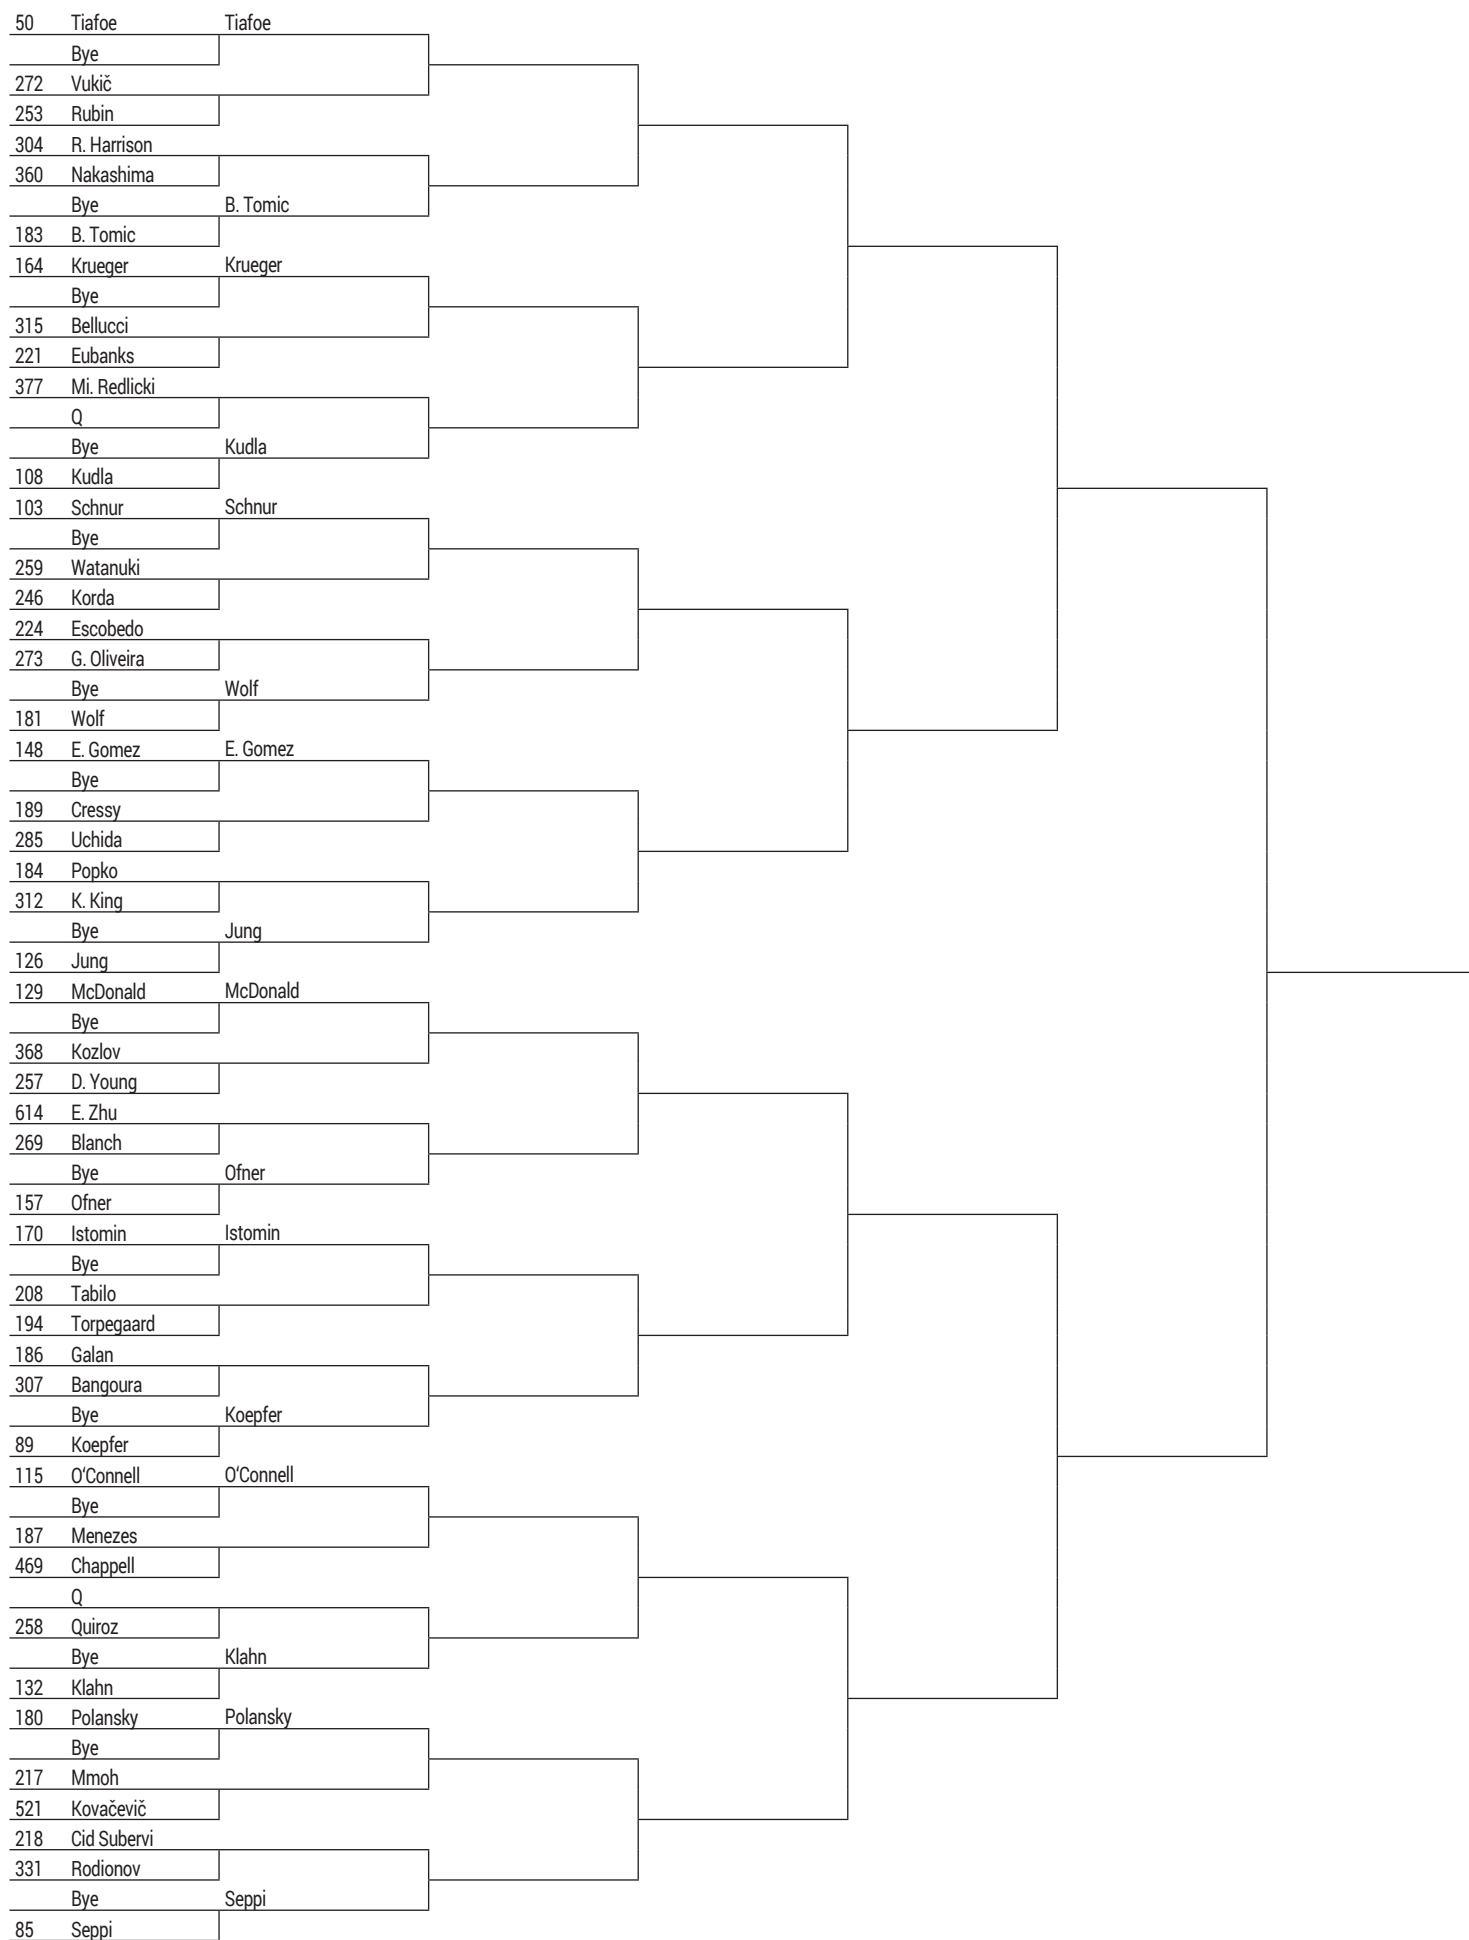 50 Tiafoe Tiafoe
Bye
272 Vukič
253 Rubin
304 R. Harrison
360 Nakashima
Bye B. Tomic
183 B. Tomic
164 Krueger Krueger
Bye
315 Bellucci
221 Eubanks
377 Mi. Redlicki
Q
Bye Kudla
108 Kudla
103 Schnur Schnur
Bye
259 Watanuki
246 Korda
224 Escobedo
273 G. Oliveira
Bye Wolf
181 Wolf
148 E. Gomez E. Gomez
Bye
189 Cressy
285 Uchida
184 Popko
312 K. King
Bye Jung
126 Jung
129 McDonald McDonald
Bye
368 Kozlov
257 D. Young
614 E. Zhu
269 Blanch
Bye Ofner
157 Ofner
170 Istomin Istomin
Bye
208 Tabilo
194 Torpegaard
186 Galan
307 Bangoura
Bye Koepfer
89 Koepfer
115 O‘Connell O‘Connell
Bye
187 Menezes
469 Chappell
Q
258 Quiroz
Bye Klahn
132 Klahn
180 Polansky Polansky
Bye
217 Mmoh
521 Kovačevič
218 Cid Subervi
331 Rodionov
Bye Seppi
85 Seppi